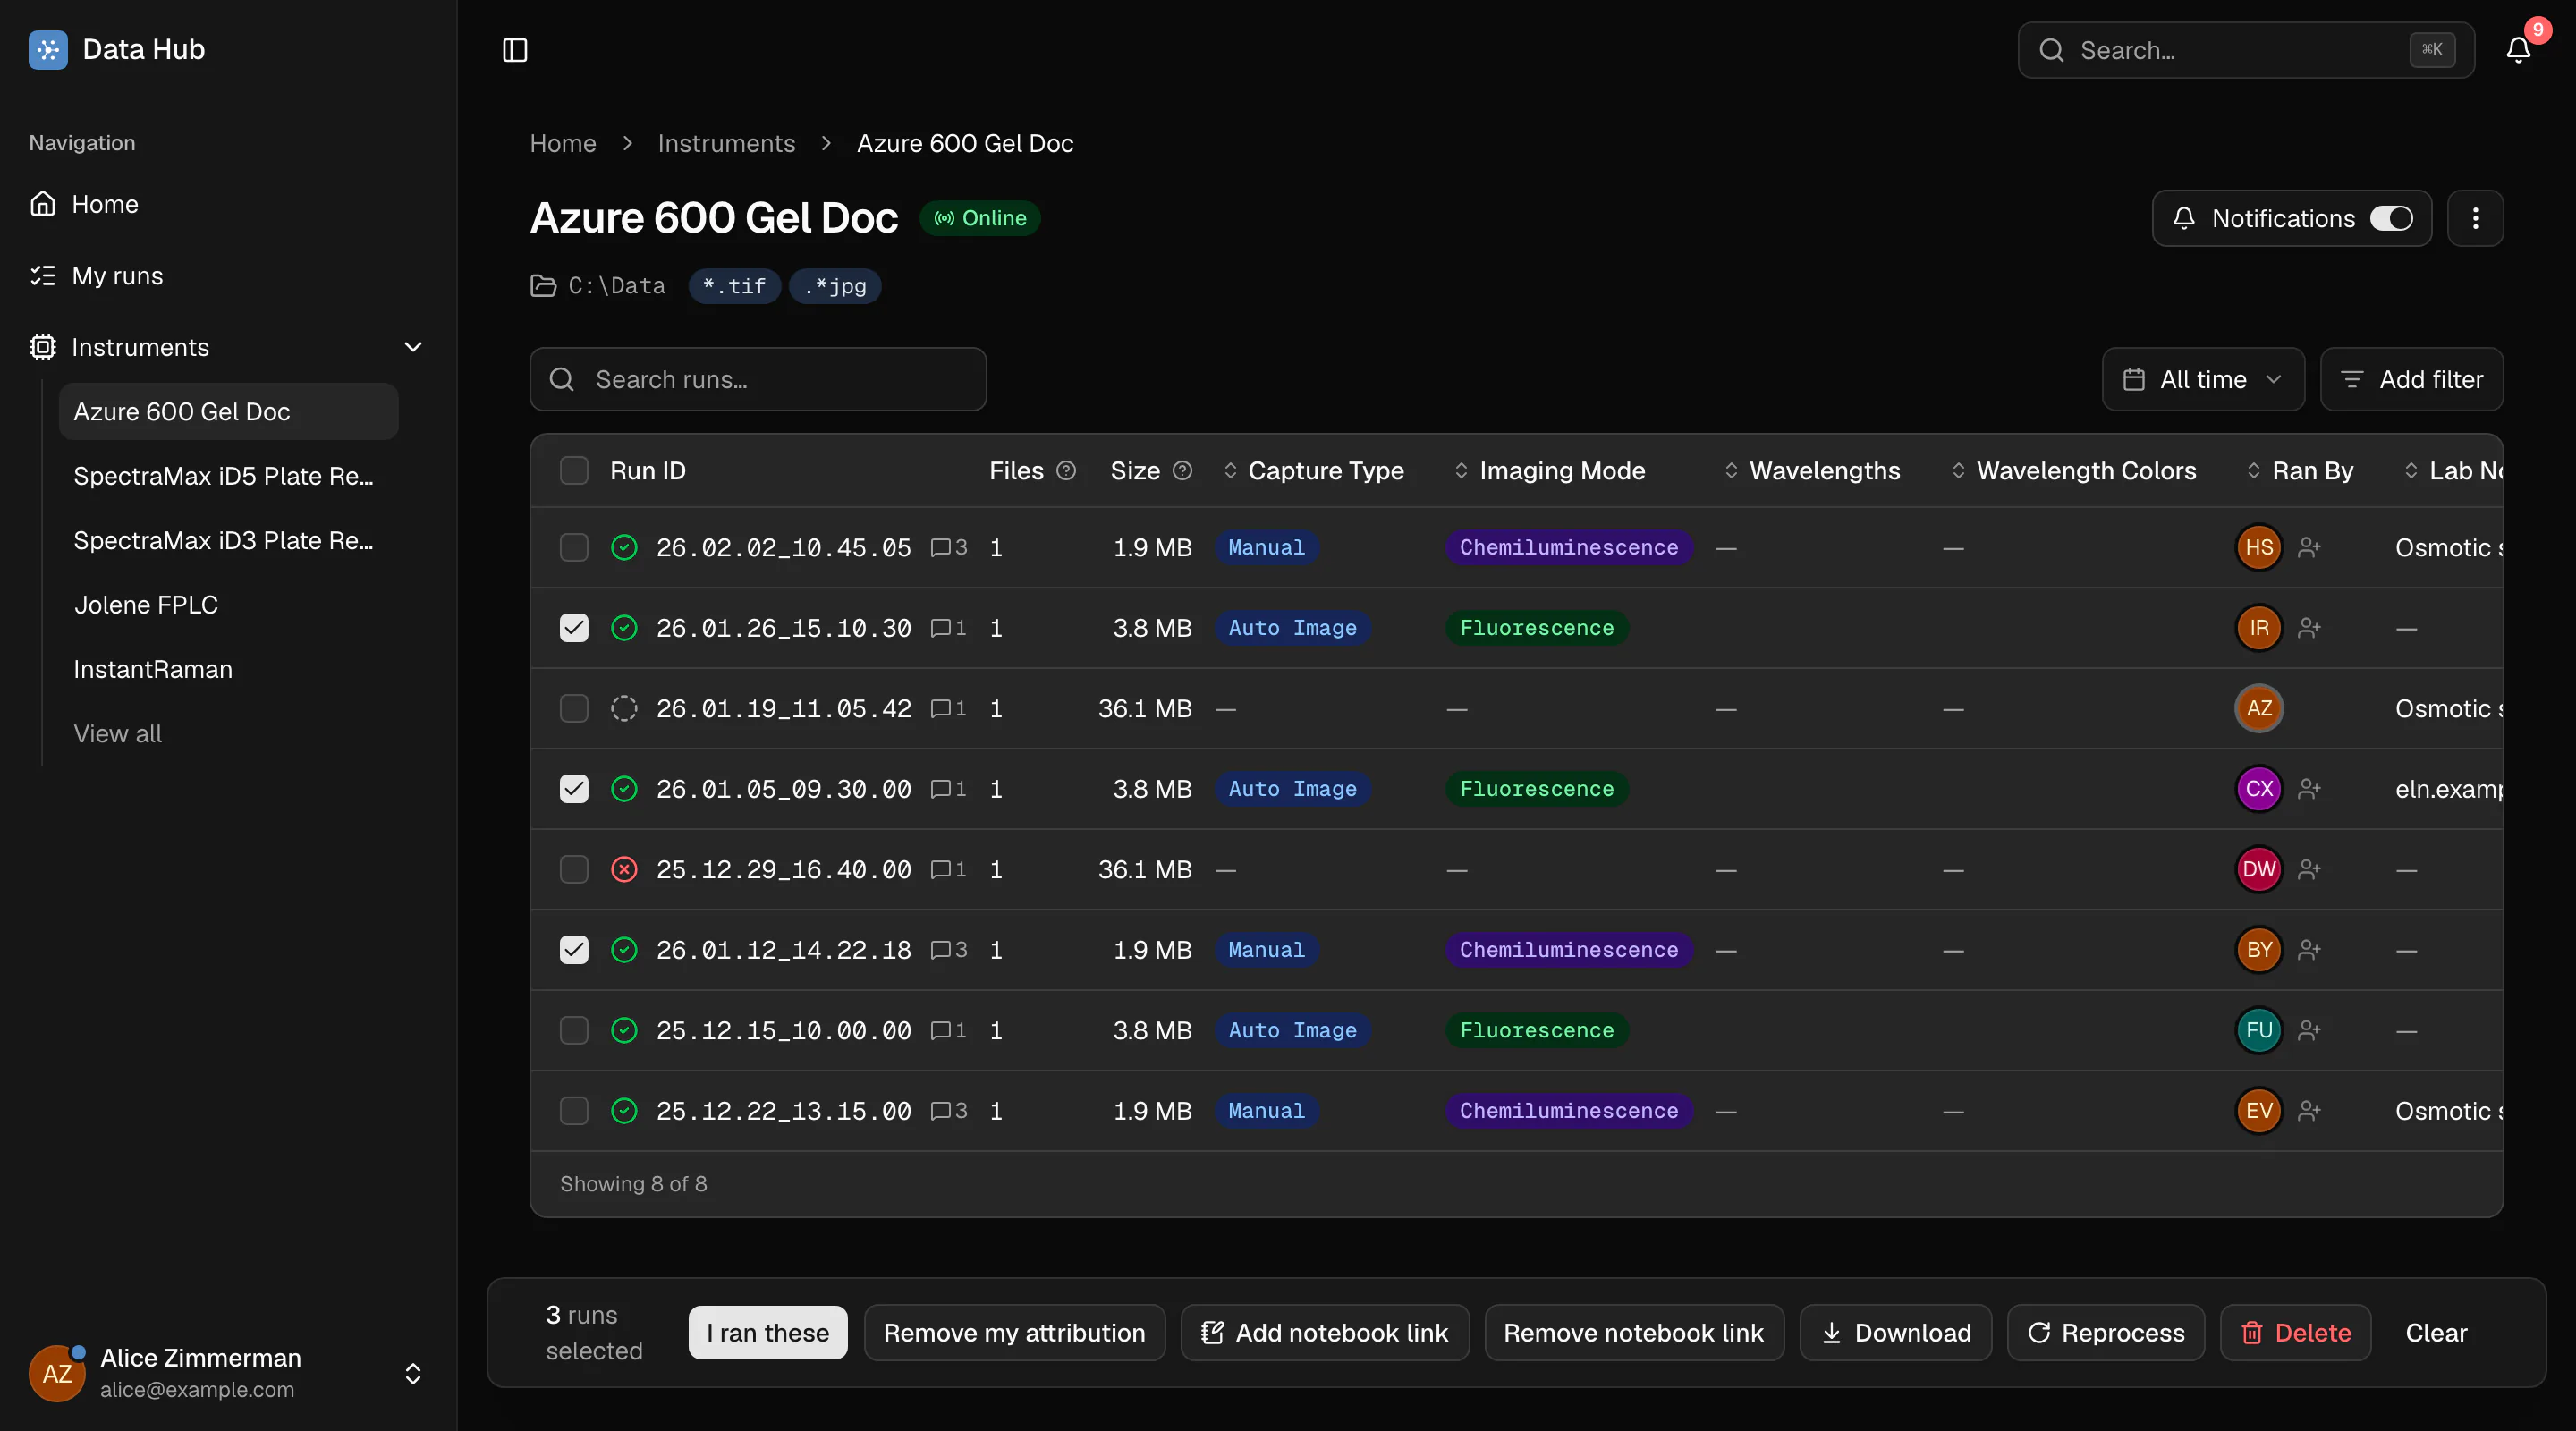 Data Hub
Search...
⌘K
9
Navigation
Home
My runs
Instruments
Azure 600 Gel Doc
SpectraMax iD5 Plate Re...
SpectraMax iD3 Plate Re...
Jolene FPLC
InstantRaman
View all
Home > Instruments > Azure 600 Gel Doc
Azure 600 Gel Doc
Online
Notifications
C:\Data *.tif .*jpg
Search runs...
All time
Add filter
Run ID Files Size Capture Type Imaging Mode Wavelengths Wavelength Colors Ran By Lab No
26.02.02_10.45.05 3 1 1.9 MB Manual Chemiluminescence — — HS Osmotic s
26.01.26_15.10.30 1 1 3.8 MB Auto Image Fluorescence IR —
26.01.19_11.05.42 1 1 36.1 MB — — — — AZ Osmotic s
26.01.05_09.30.00 1 1 3.8 MB Auto Image Fluorescence CX eln.examp
25.12.29_16.40.00 1 1 36.1 MB — — — — DW —
26.01.12_14.22.18 3 1 1.9 MB Manual Chemiluminescence — — BY —
25.12.15_10.00.00 1 1 3.8 MB Auto Image Fluorescence FU —
25.12.22_13.15.00 3 1 1.9 MB Manual Chemiluminescence — — EV Osmotic s
Showing 8 of 8
3 runs
selected
I ran these
Remove my attribution
Add notebook link
Remove notebook link
Download
Reprocess
Delete
Clear
AZ
Alice Zimmerman
alice@example.com